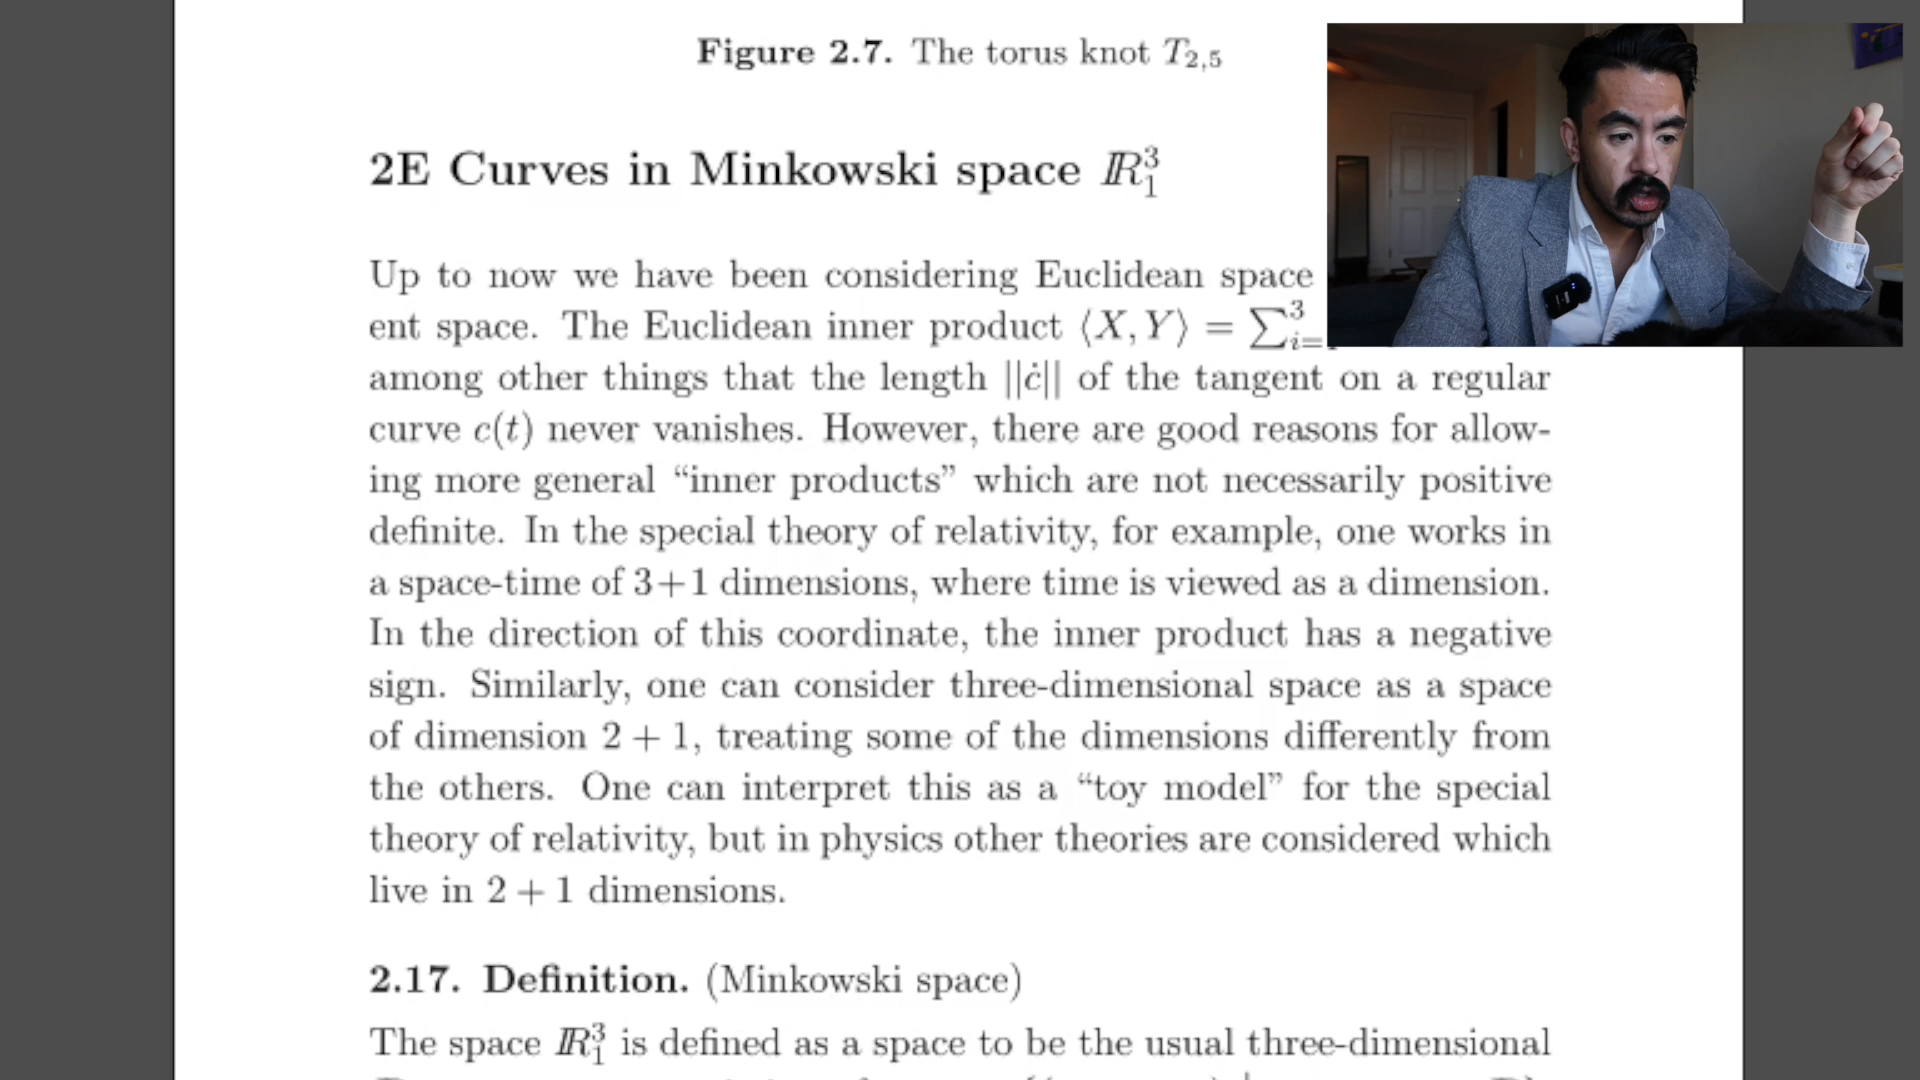 Figure 2.7. The torus knot T₂,₅
2E Curves in Minkowski space ℝ³₁
Up to now we have been considering Euclidean space
ent space. The Euclidean inner product ⟨X, Y⟩ = ∑³ᵢ₌
among other things that the length ||ċ|| of the tangent on a regular
curve c(t) never vanishes. However, there are good reasons for allow-
ing more general “inner products” which are not necessarily positive
definite. In the special theory of relativity, for example, one works in
a space-time of 3+1 dimensions, where time is viewed as a dimension.
In the direction of this coordinate, the inner product has a negative
sign. Similarly, one can consider three-dimensional space as a space
of dimension 2 + 1, treating some of the dimensions differently from
the others. One can interpret this as a “toy model” for the special
theory of relativity, but in physics other theories are considered which
live in 2 + 1 dimensions.
2.17. Definition. (Minkowski space)
The space ℝ³₁ is defined as a space to be the usual three-dimensional